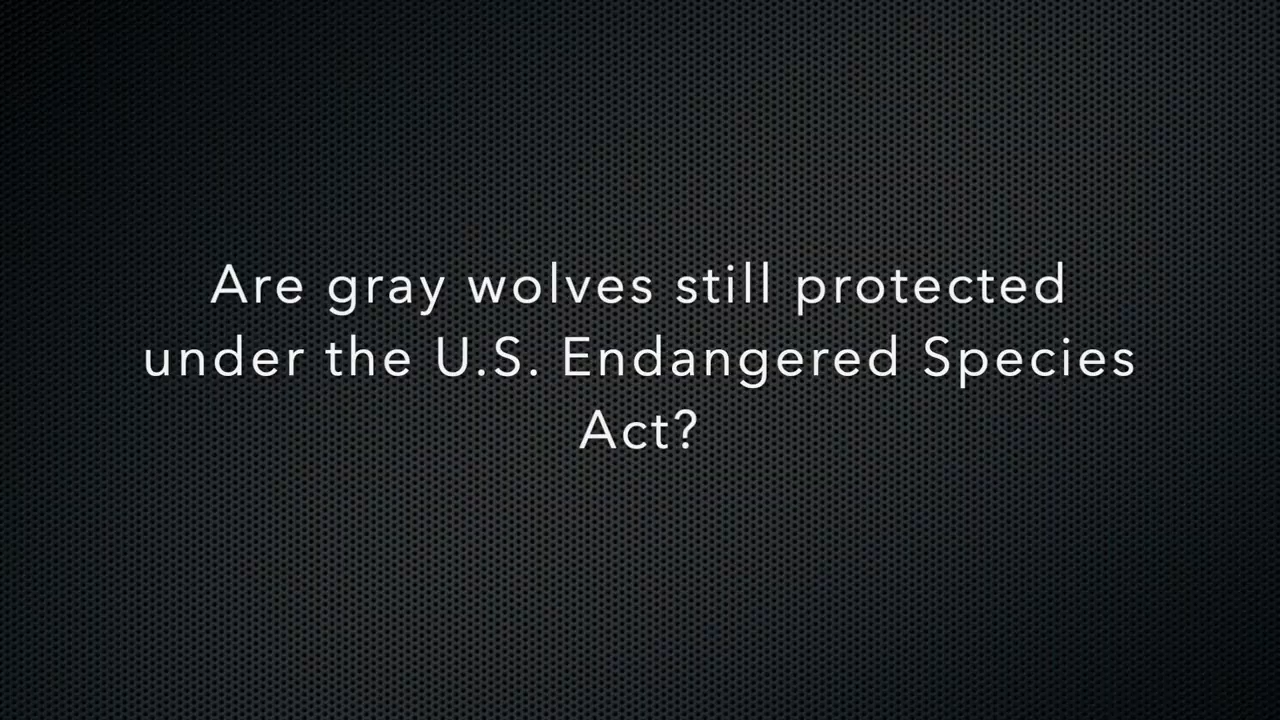 Are gray wolves still protected
under the U.S. Endangered Species
Act?